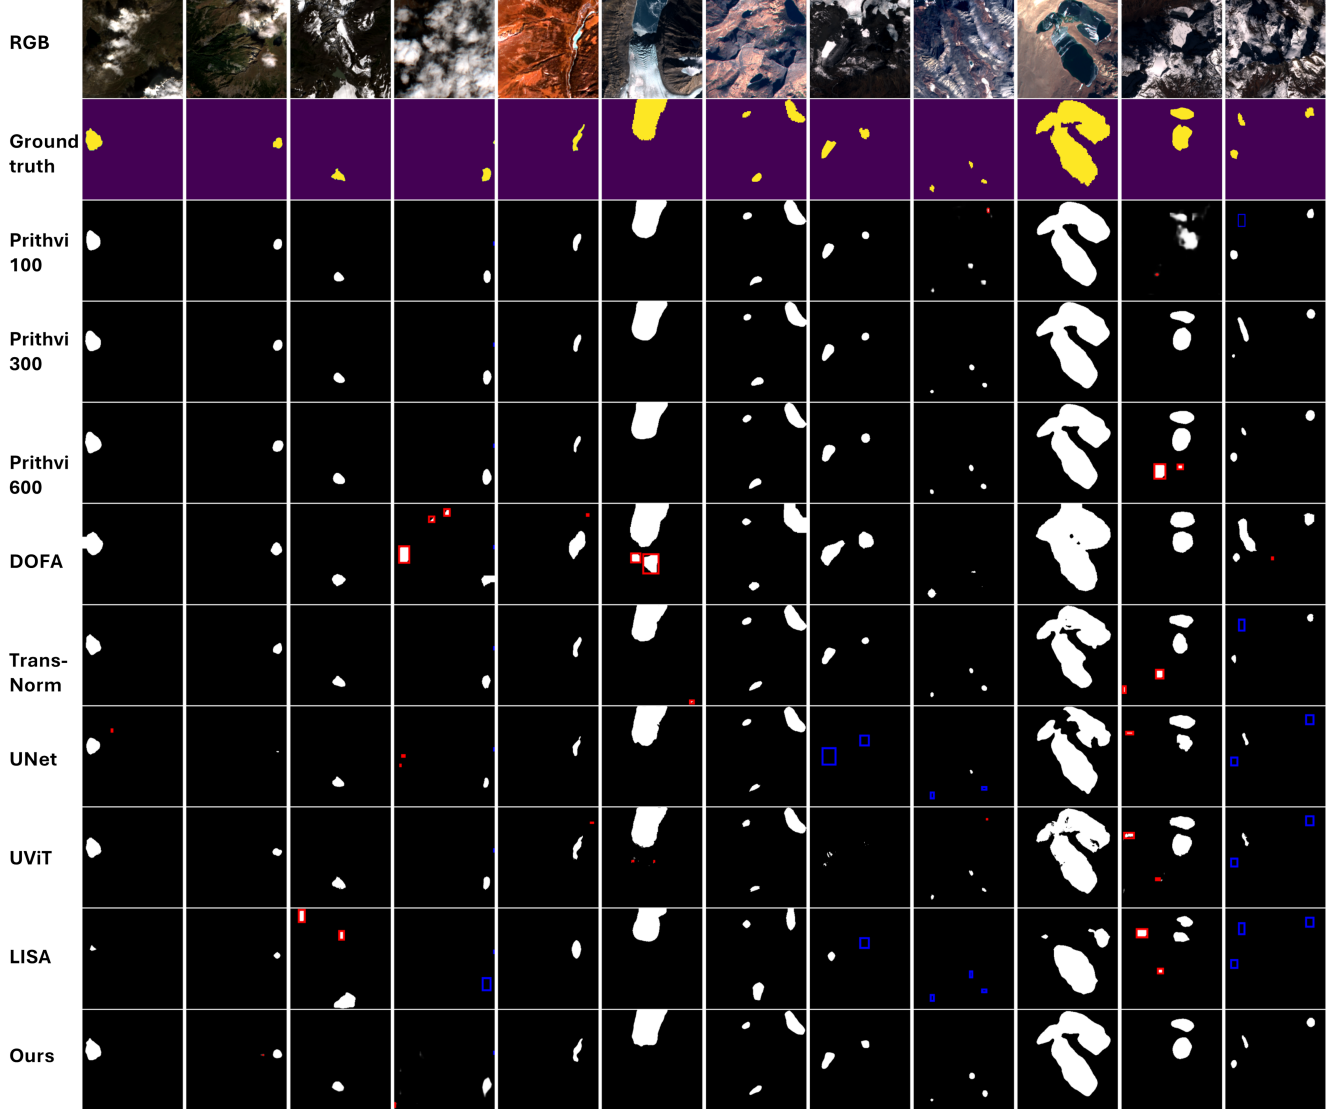 RGB
Ground
truth
Prithvi
100
Prithvi
300
Prithvi
600
DOFA
Trans-
Norm
UNet
UViT
LISA
Ours